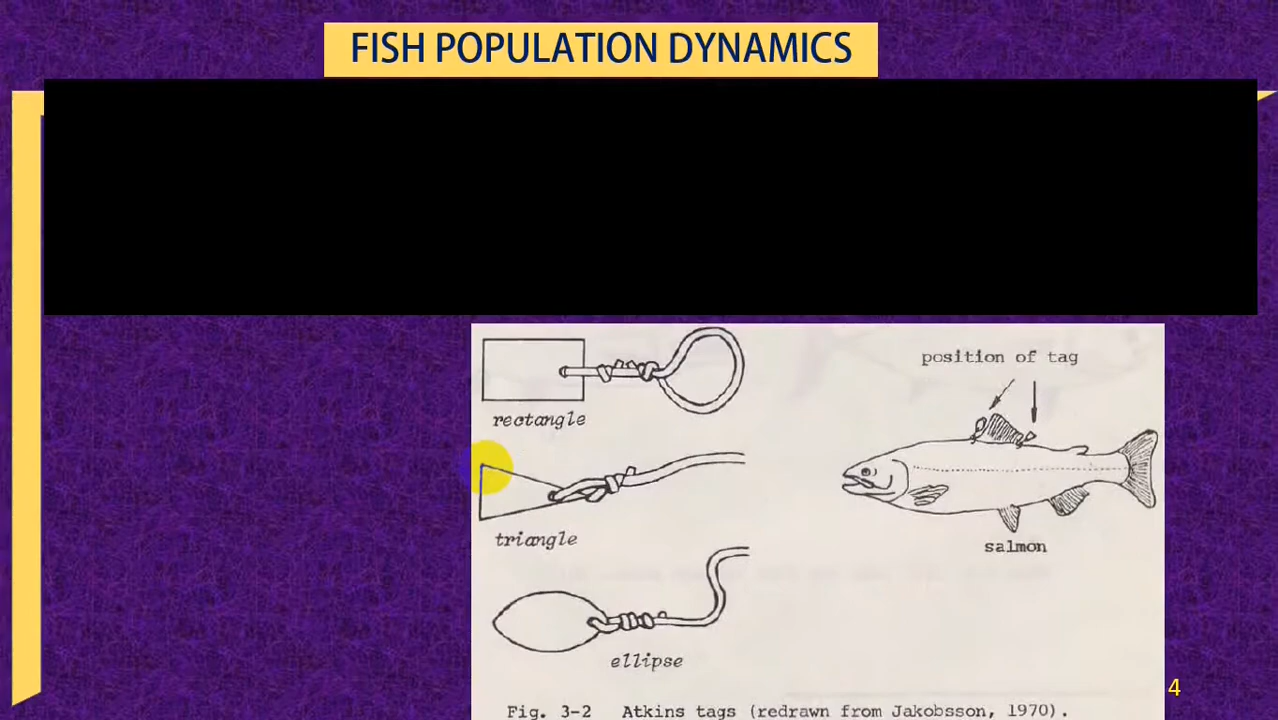 FISH POPULATION DYNAMICS
position of tag
rectangle
triangle
salmon
ellipse
4
Fig. 3-2 Atkins tags (redrawn from Jakobsson, 1970).